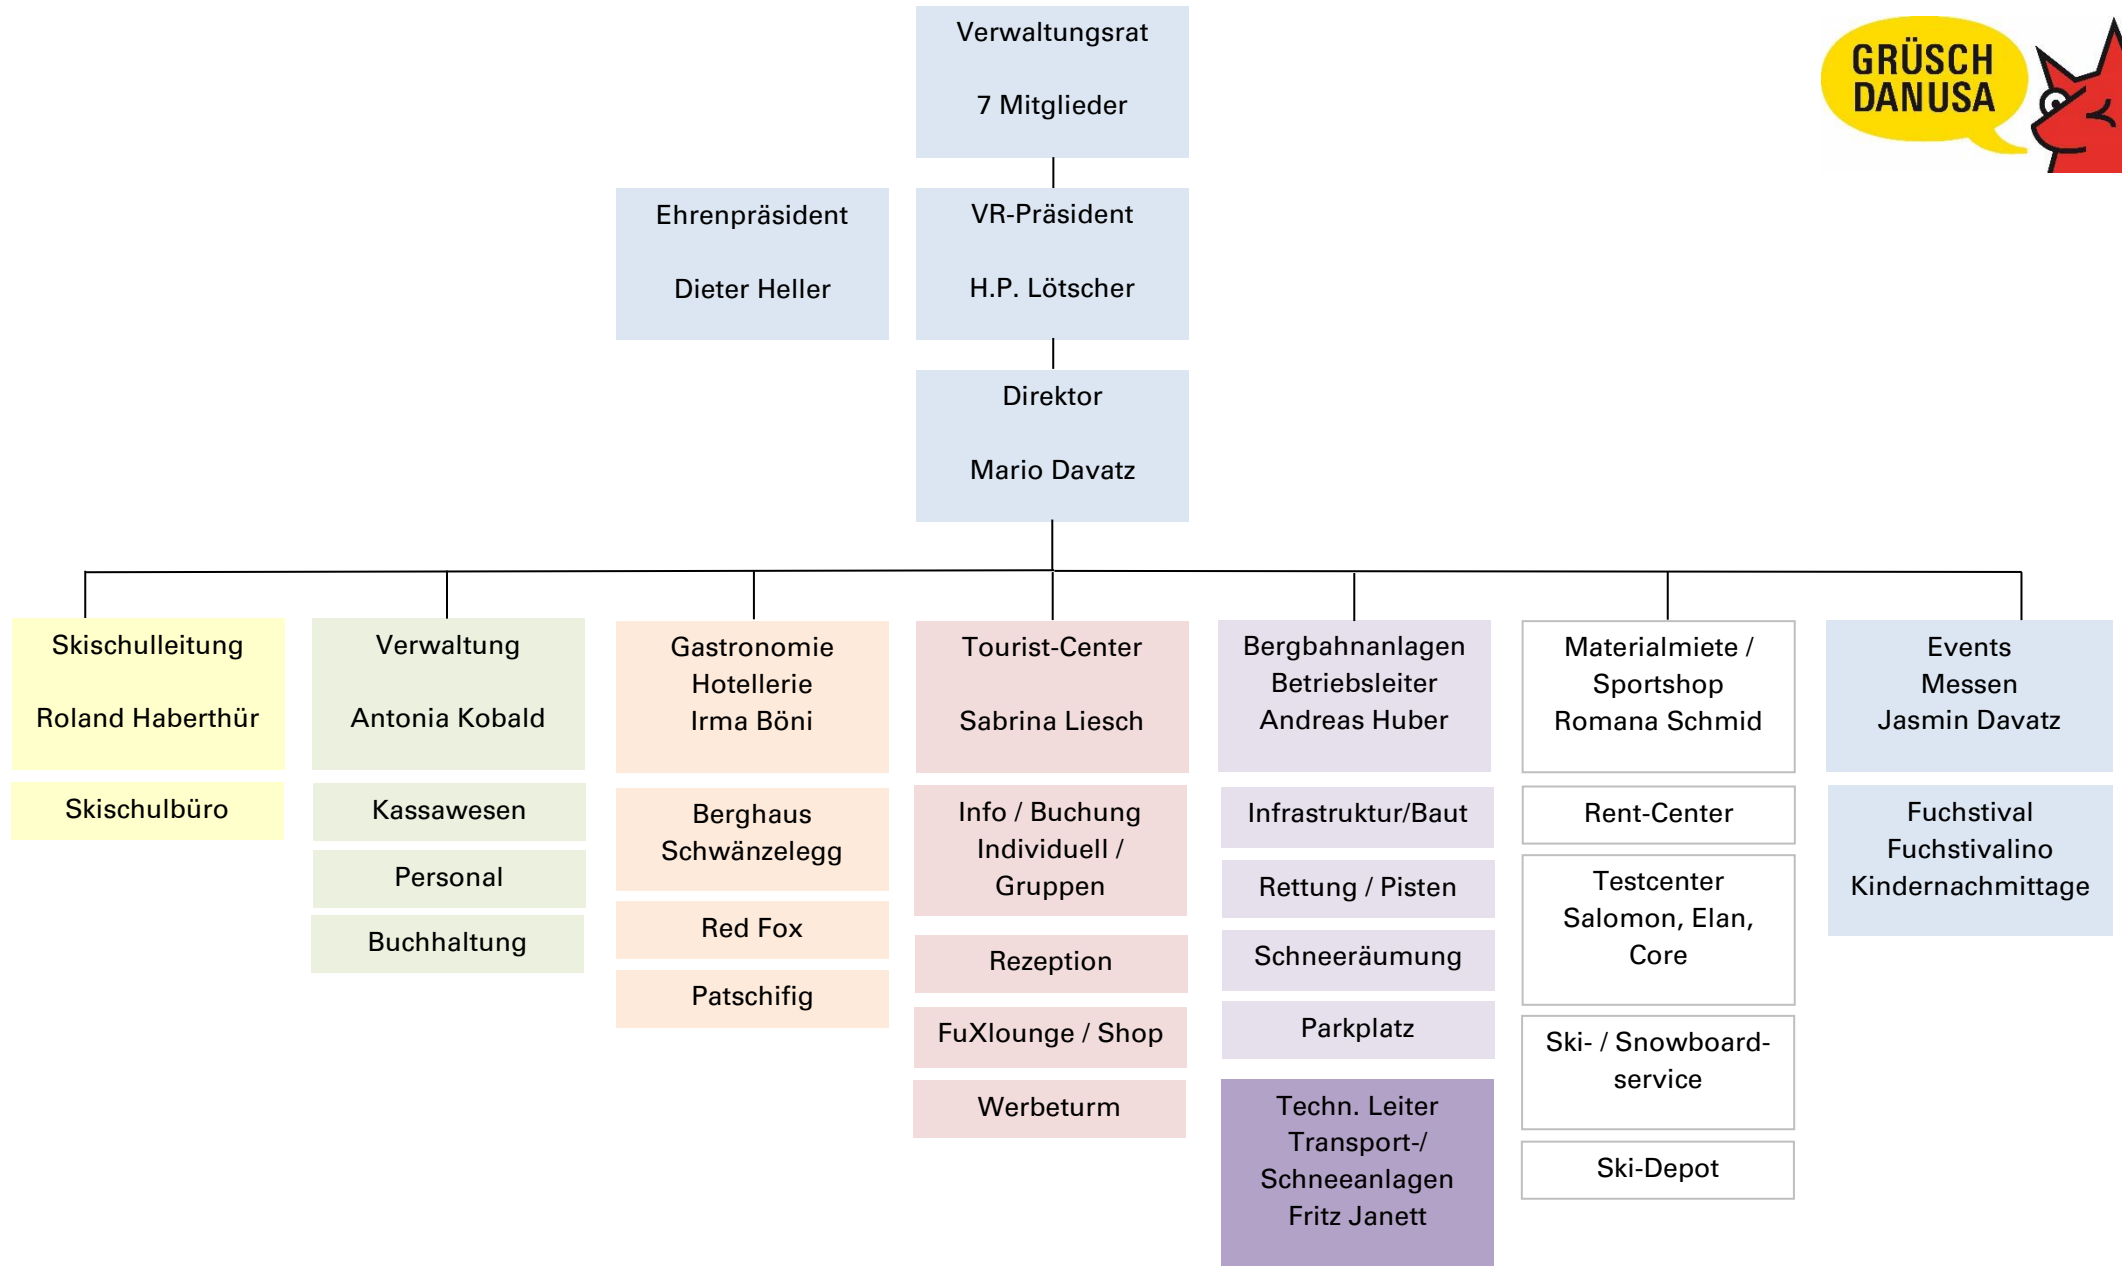 Verwaltungsrat
7 Mitglieder
GRÜSCH
DANUSA
Ehrenpräsident
Dieter Heller
VR-Präsident
H.P. Lötscher
Direktor
Mario Davatz
Skischulleitung
Roland Haberthür
Skischulbüro
Verwaltung
Antonia Kobald
Kassawesen
Personal
Buchhaltung
Gastronomie
Hotellerie
Irma Böni
Berghaus
Schwänzelegg
Red Fox
Patschifig
Tourist-Center
Sabrina Liesch
Info / Buchung
Individuell /
Gruppen
Rezeption
FuXlounge / Shop
Werbeturm
Bergbahnanlagen
Betriebsleiter
Andreas Huber
Infrastruktur/Baut
Rettung / Pisten
Schneeräumung
Parkplatz
Techn. Leiter
Transport-/
Schneeanlagen
Fritz Janett
Materialmiete /
Sportshop
Romana Schmid
Rent-Center
Testcenter
Salomon, Elan,
Core
Ski- / Snowboard-
service
Ski-Depot
Events
Messen
Jasmin Davatz
Fuchstival
Fuchstivalino
Kindernachmittage